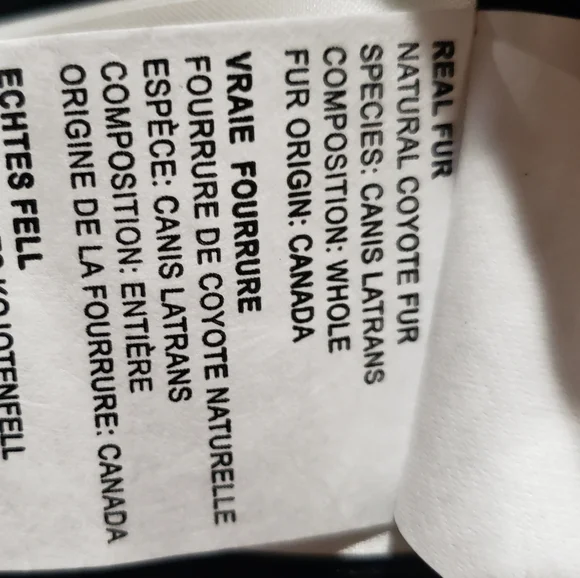 REAL FUR
NATURAL COYOTE FUR
SPECIES: CANIS LATRANS
COMPOSITION: WHOLE
FUR ORIGIN: CANADA
VRAIE FOURRURE
FOURRURE DE COYOTE NATURELLE
ESPÈCE: CANIS LATRANS
COMPOSITION: ENTIÈRE
ORIGINE DE LA FOURRURE: CANADA
ECHTES FELL
KOJOTENFELL